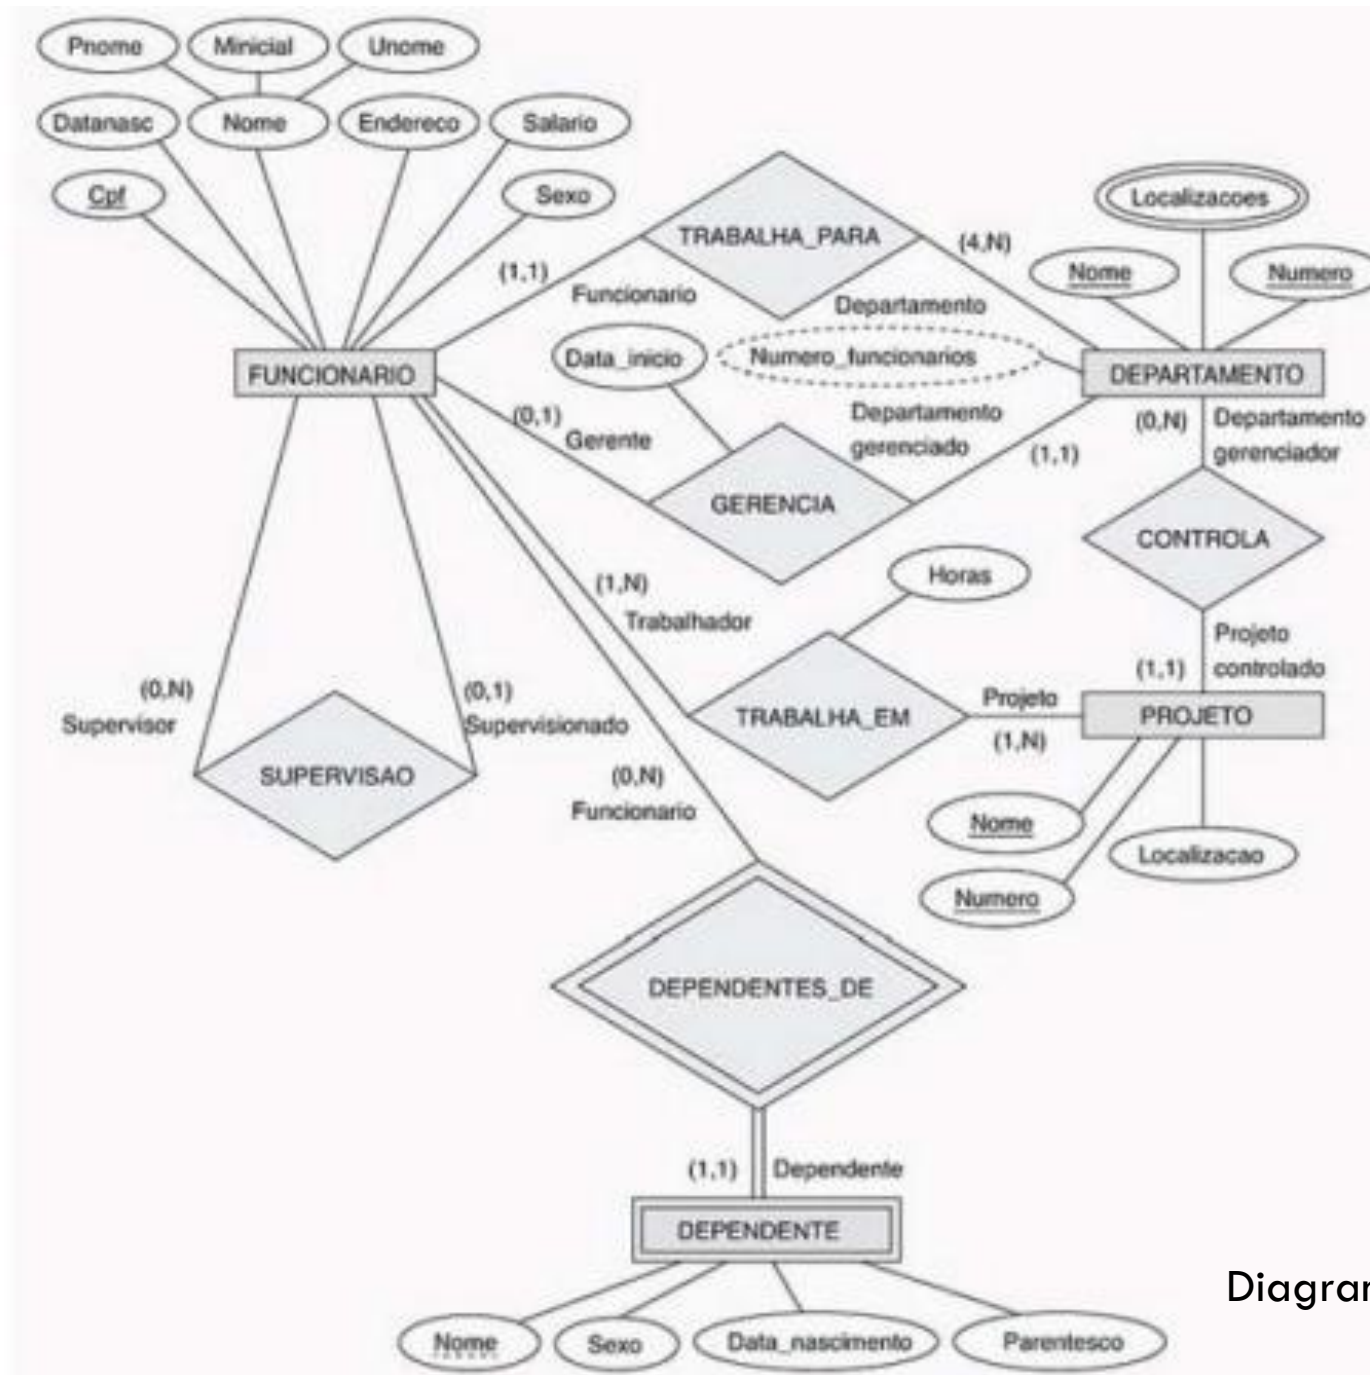 Pnome Minicial Unome
Datanasc Nome Endereco Salario
Cpf Sexo
Localizacoes
TRABALHA_PARA
(4,N)
(1,1)
Nome Numero
Funcionario Departamento
Data_inicio Numero_funcionarios
FUNCIONARIO DEPARTAMENTO
(0,1)
Gerente
Departamento
gerenciado
(1,1)
(0,N)
Departamento
gerenciador
GERENCIA
CONTROLA
Horas
(1,N)
Trabalhador
Projeto
controlado
(1,1)
(0,N)
Supervisor
(0,1)
Supervisionado
TRABALHA_EM
Projeto
(1,N)
PROJETO
SUPERVISAO
(0,N)
Funcionario
Nome
Localizacao
Numero
DEPENDENTES_DE
(1,1) Dependente
DEPENDENTE
Nome Sexo Data_nascimento Parentesco